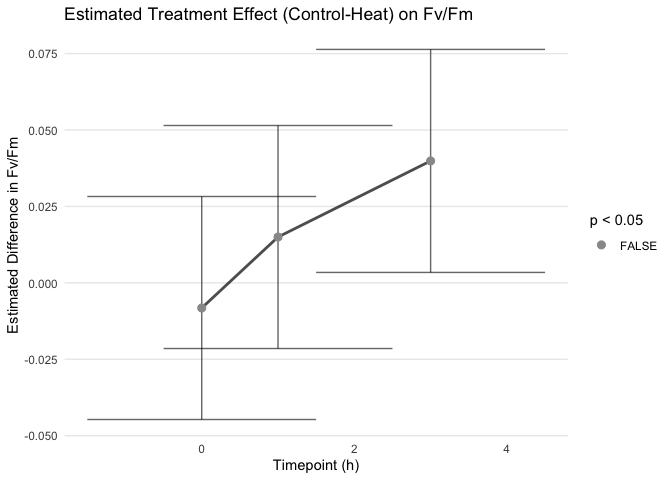 Estimated Treatment Effect (Control-Heat) on Fv/Fm
Estimated Difference in Fv/Fm
0.075
0.050
0.025
0.000
-0.025
-0.050
0
2
4
Timepoint (h)
p < 0.05
FALSE